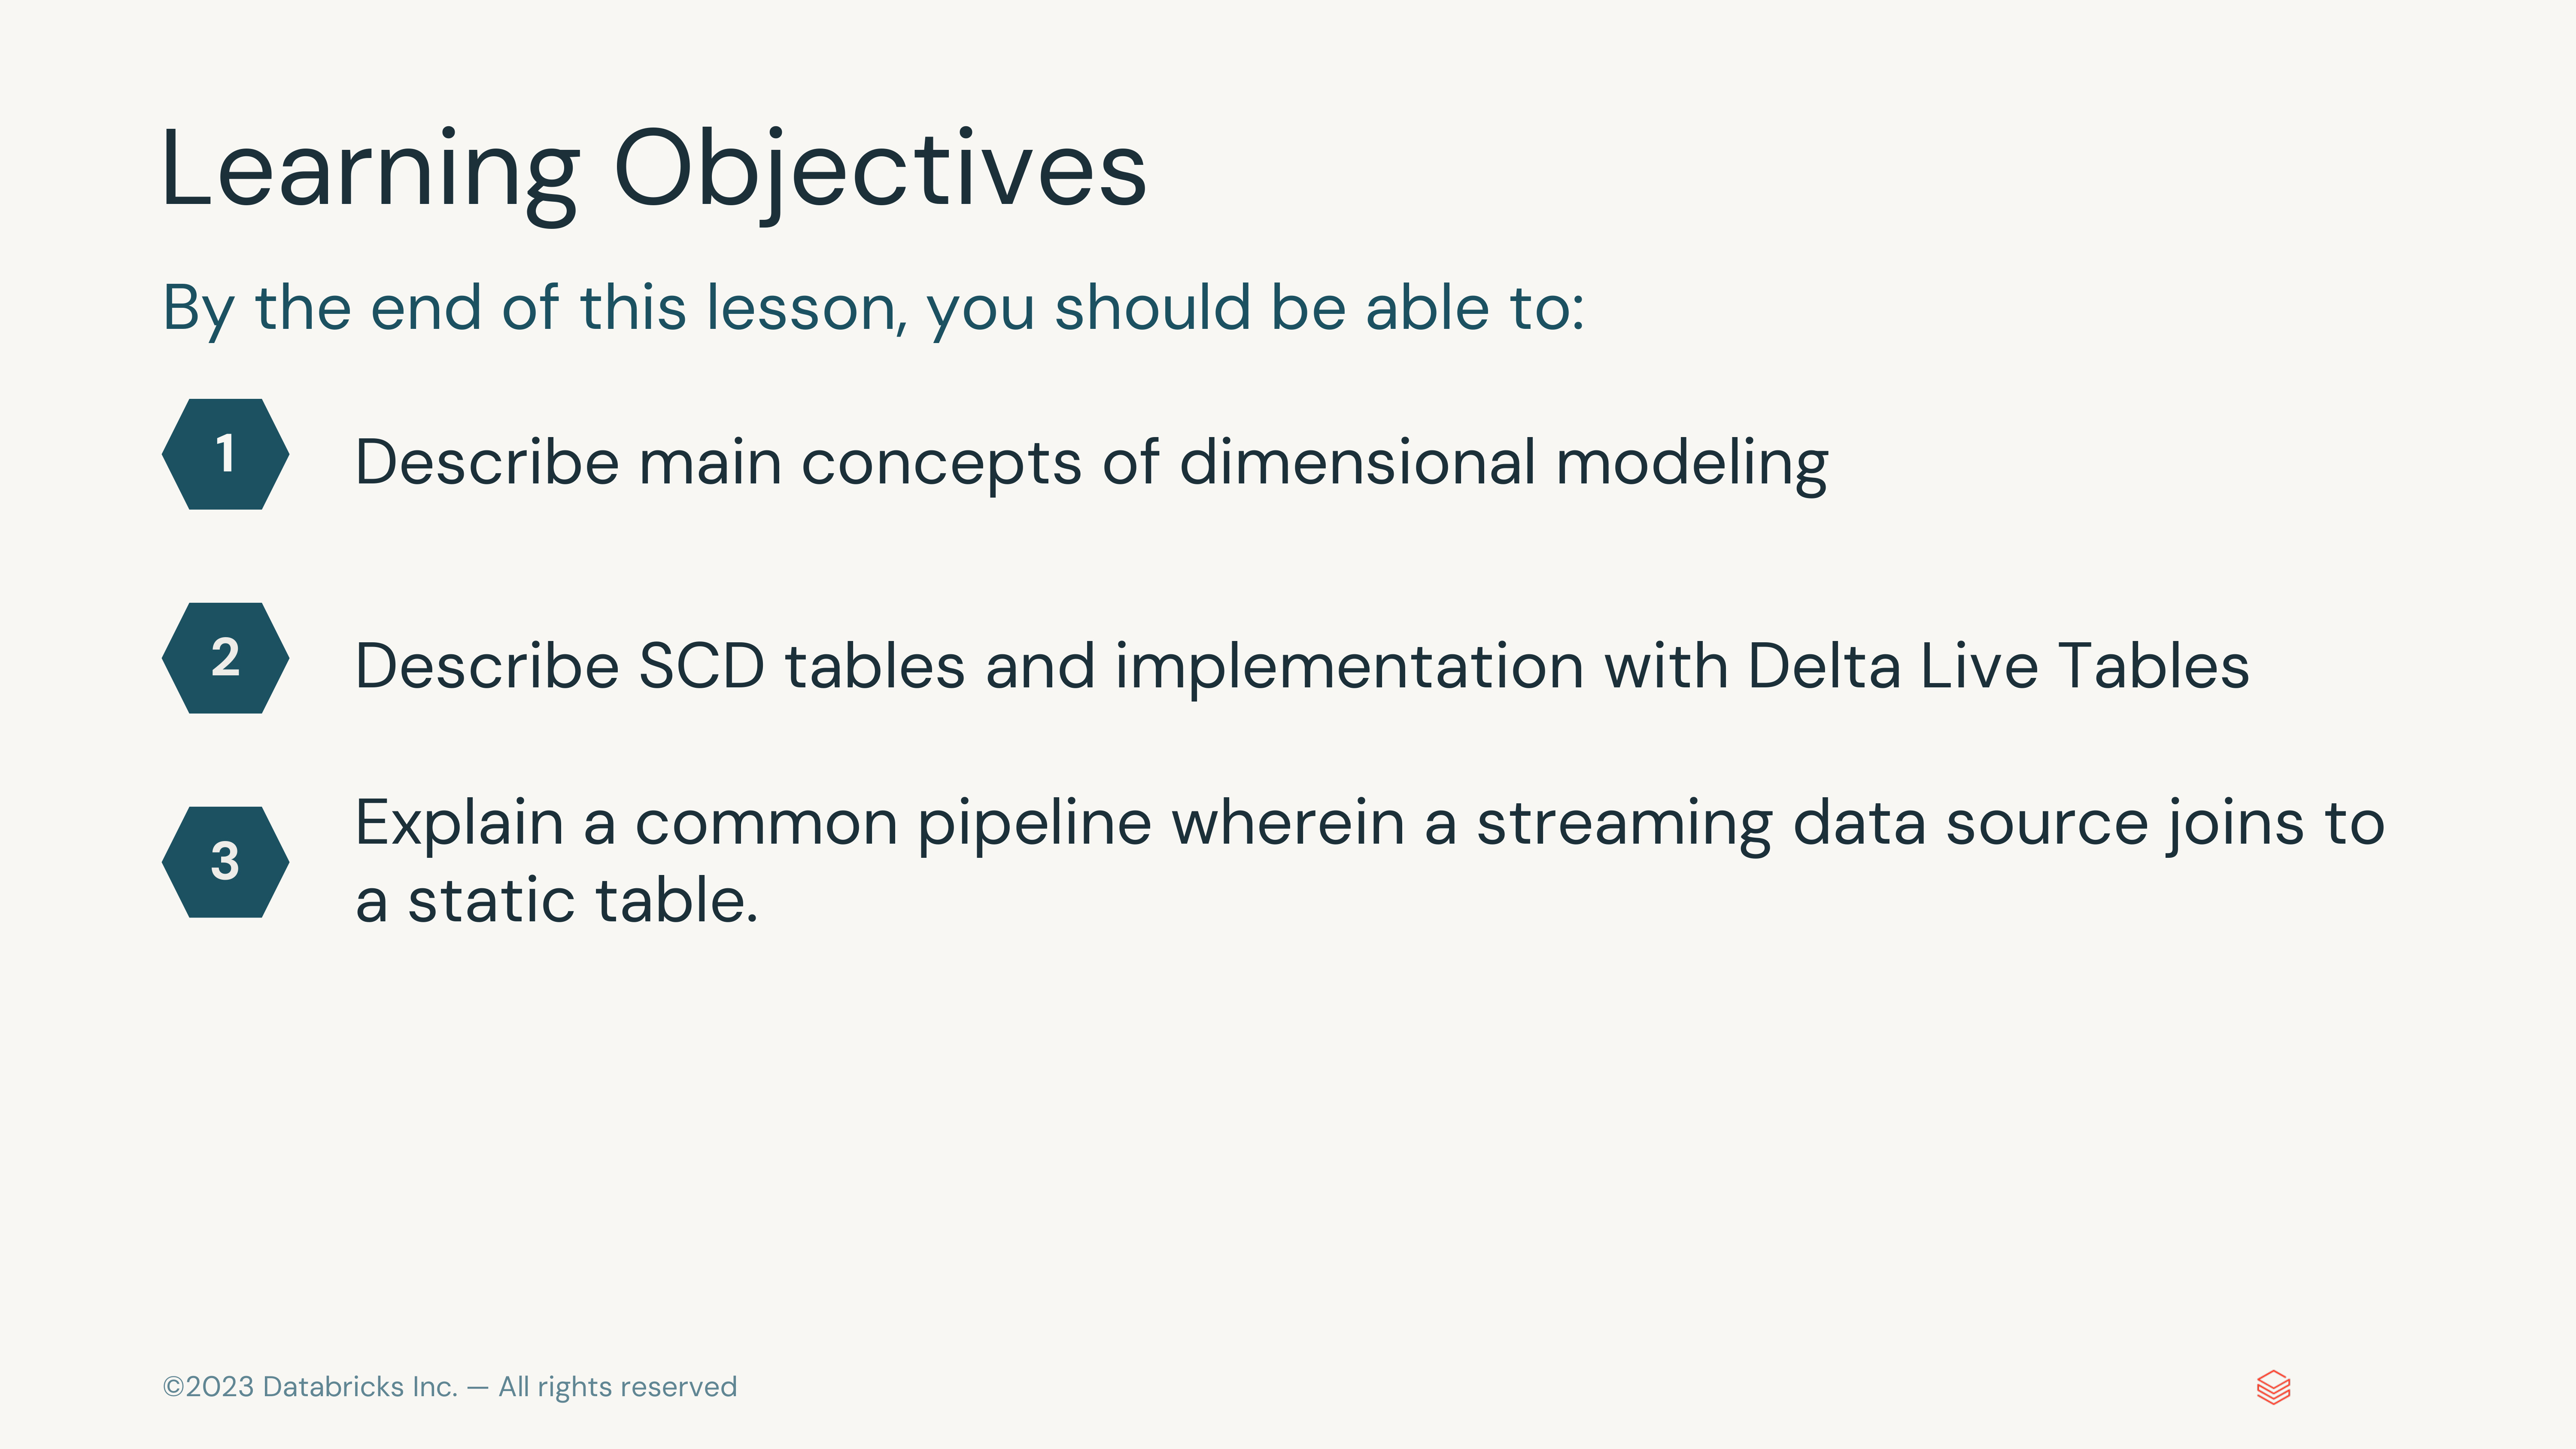 Learning Objectives
By the end of this lesson, you should be able to:
1
Describe main concepts of dimensional modeling
2
Describe SCD tables and implementation with Delta Live Tables
3
Explain a common pipeline wherein a streaming data source joins to
a static table.
©2023 Databricks Inc. — All rights reserved